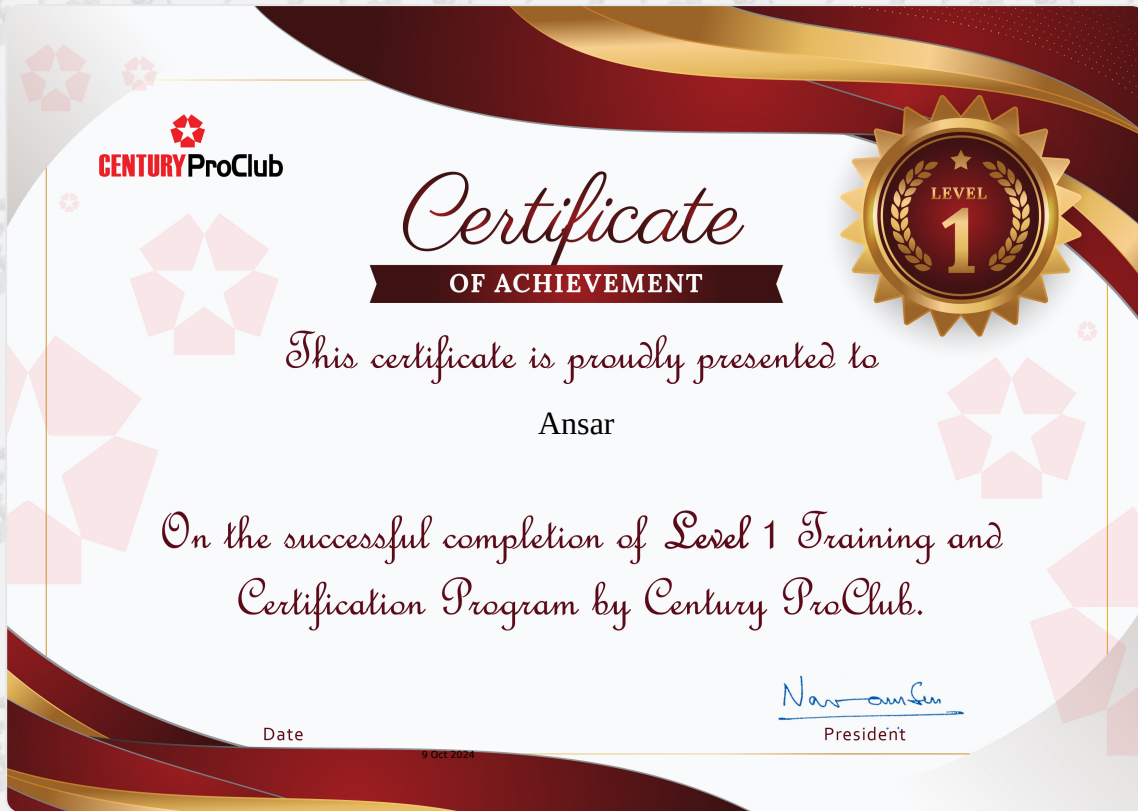 CENTURY ProClub
LEVEL
1
Certificate
OF ACHIEVEMENT
This certificate is proudly presented to
Ansar
On the successful completion of Level 1 Training and
Certification Program by Century ProClub.
Date
President
9 Oct 2024